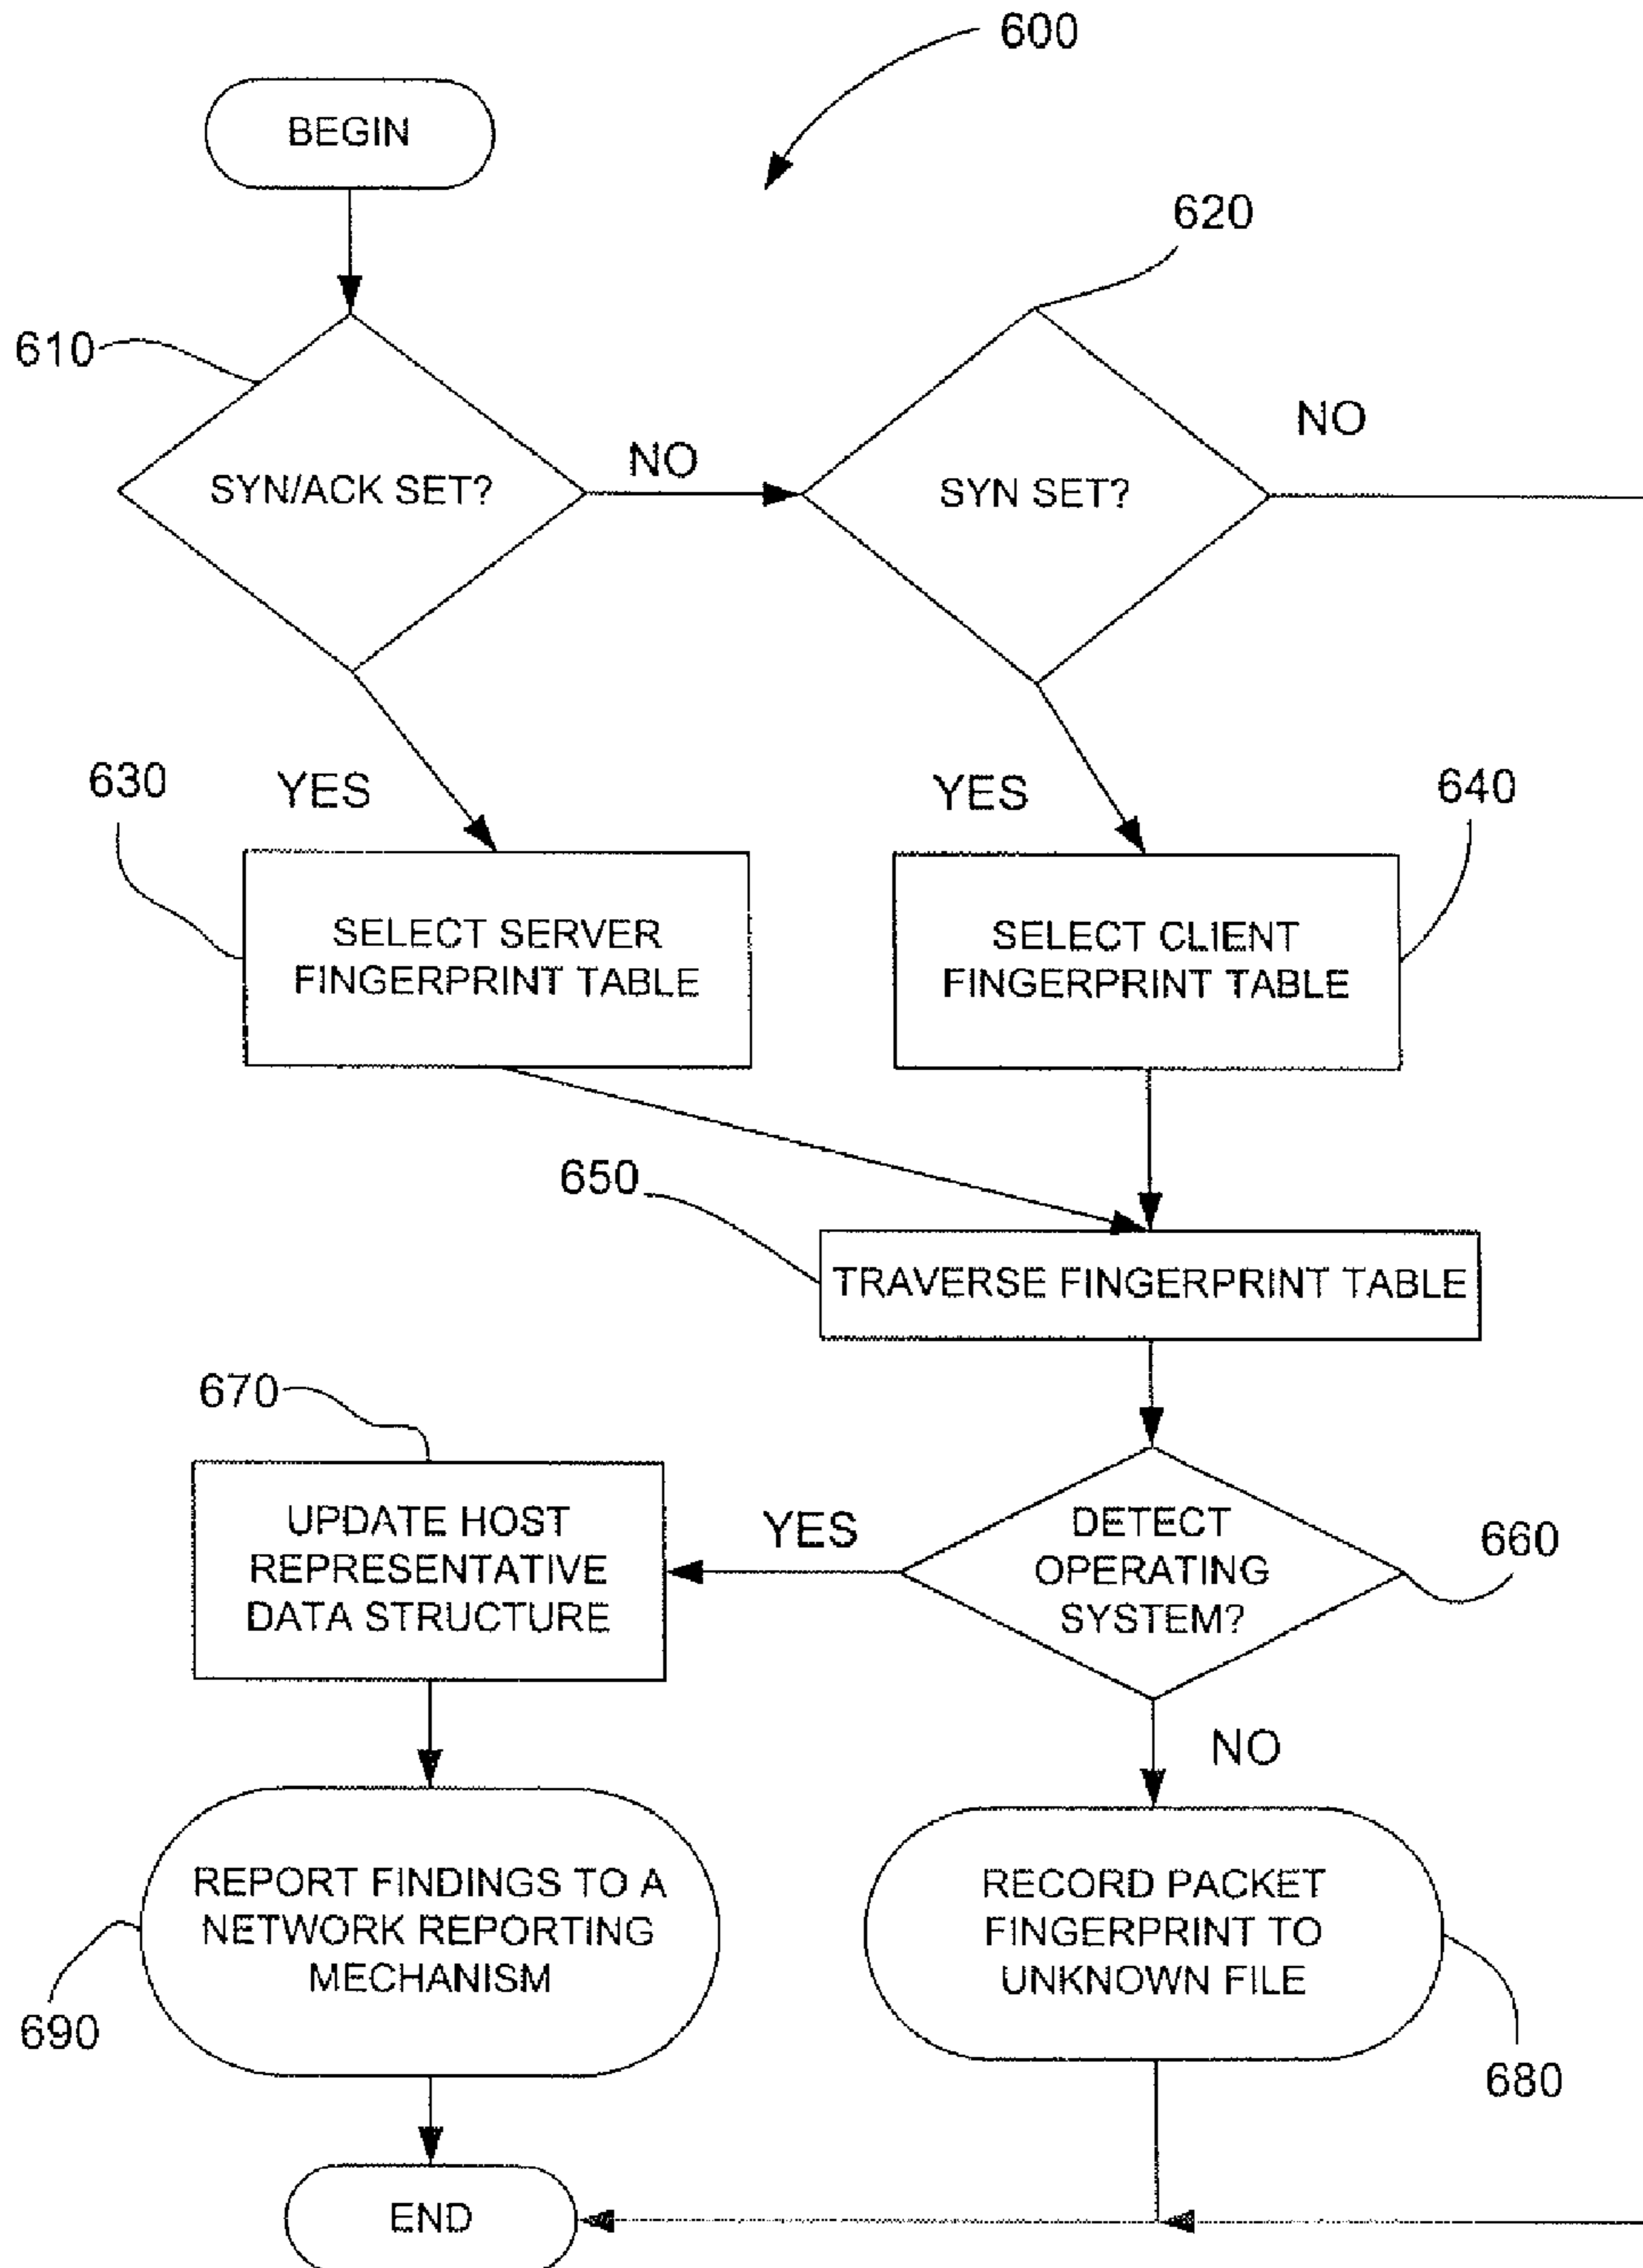 600
BEGIN
620
610
SYN/ACK SET?
NO
SYN SET?
NO
630
YES
YES
640
SELECT SERVER
FINGERPRINT TABLE
SELECT CLIENT
FINGERPRINT TABLE
650
TRAVERSE FINGERPRINT TABLE
670
UPDATE HOST
REPRESENTATIVE
DATA STRUCTURE
YES
DETECT
OPERATING
SYSTEM?
660
NO
REPORT FINDINGS TO A
NETWORK REPORTING
MECHANISM
690
RECORD PACKET
FINGERPRINT TO
UNKNOWN FILE
680
END